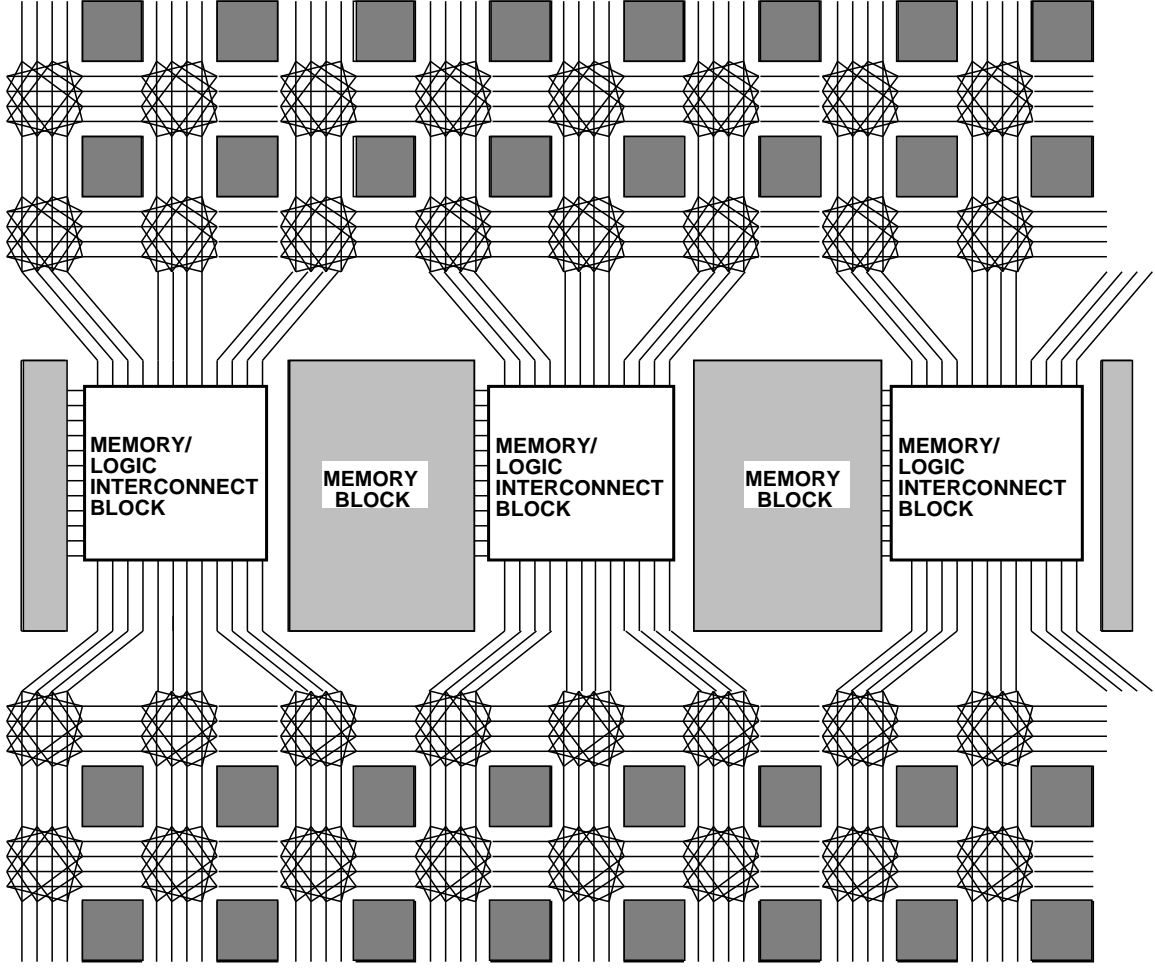 MEMORY/
LOGIC
INTERCONNECT
BLOCK
MEMORY
BLOCK
MEMORY/
LOGIC
INTERCONNECT
BLOCK
MEMORY
BLOCK
MEMORY/
LOGIC
INTERCONNECT
BLOCK